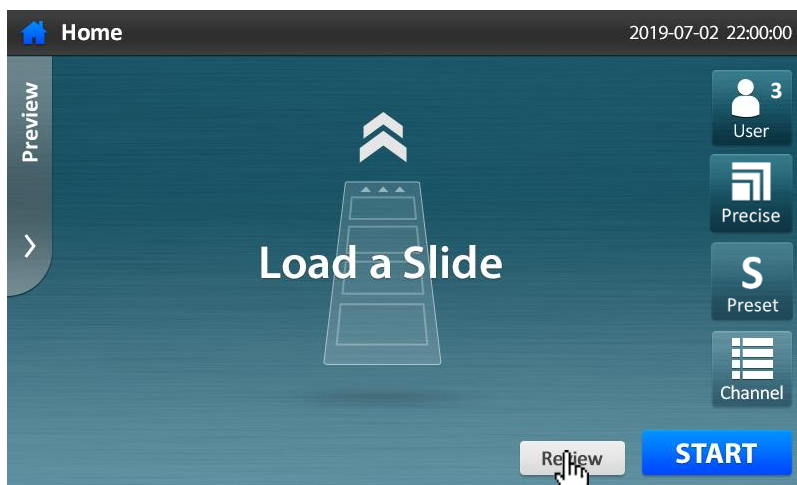 Home
2019-07-02 22:00:00
Preview
3
User
Precise
Load a Slide
S
Preset
Channel
Review
START